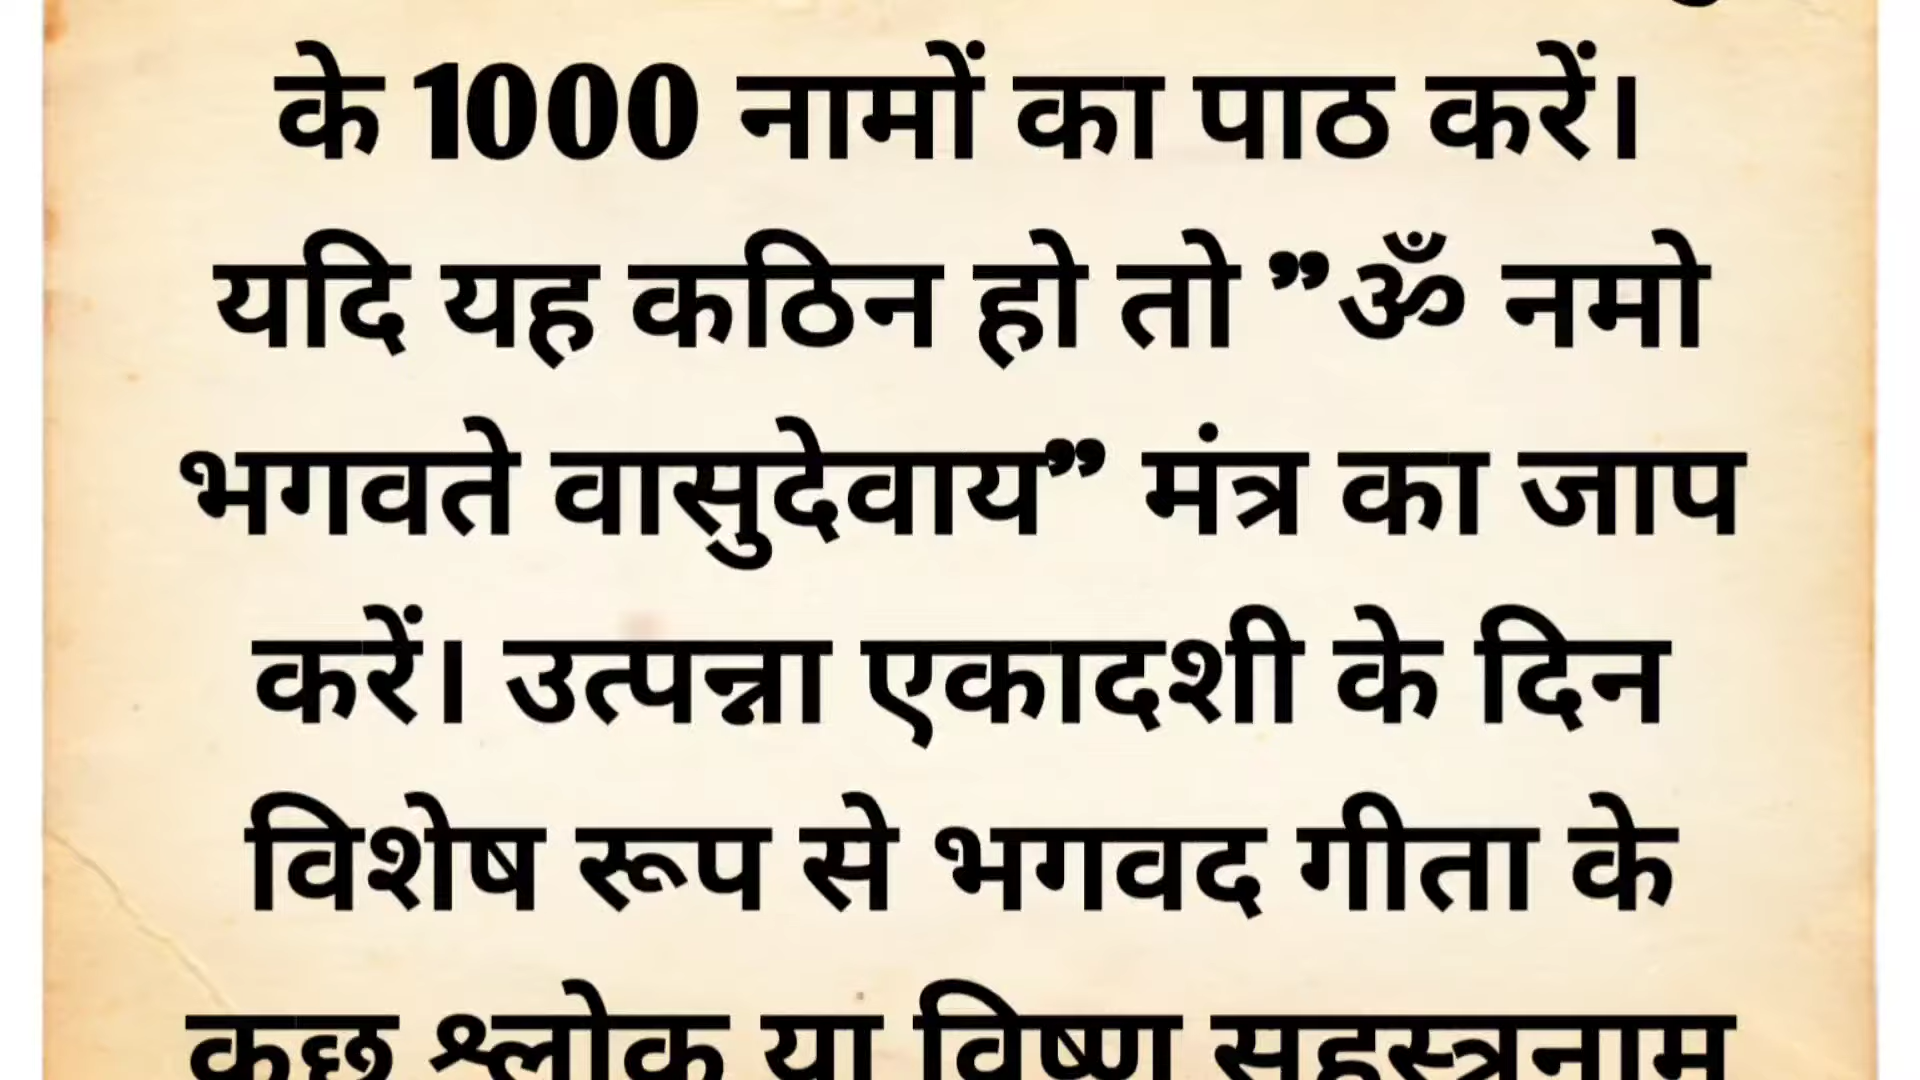 के 1000 नामों का पाठ करें।
यदि यह कठिन हो तो "ॐ नमो
भगवते वासुदेवाय" मंत्र का जाप
करें। उत्पन्ना एकादशी के दिन
विशेष रूप से भगवद गीता के
कुछ श्लोक या विष्णु सहस्त्रनाम